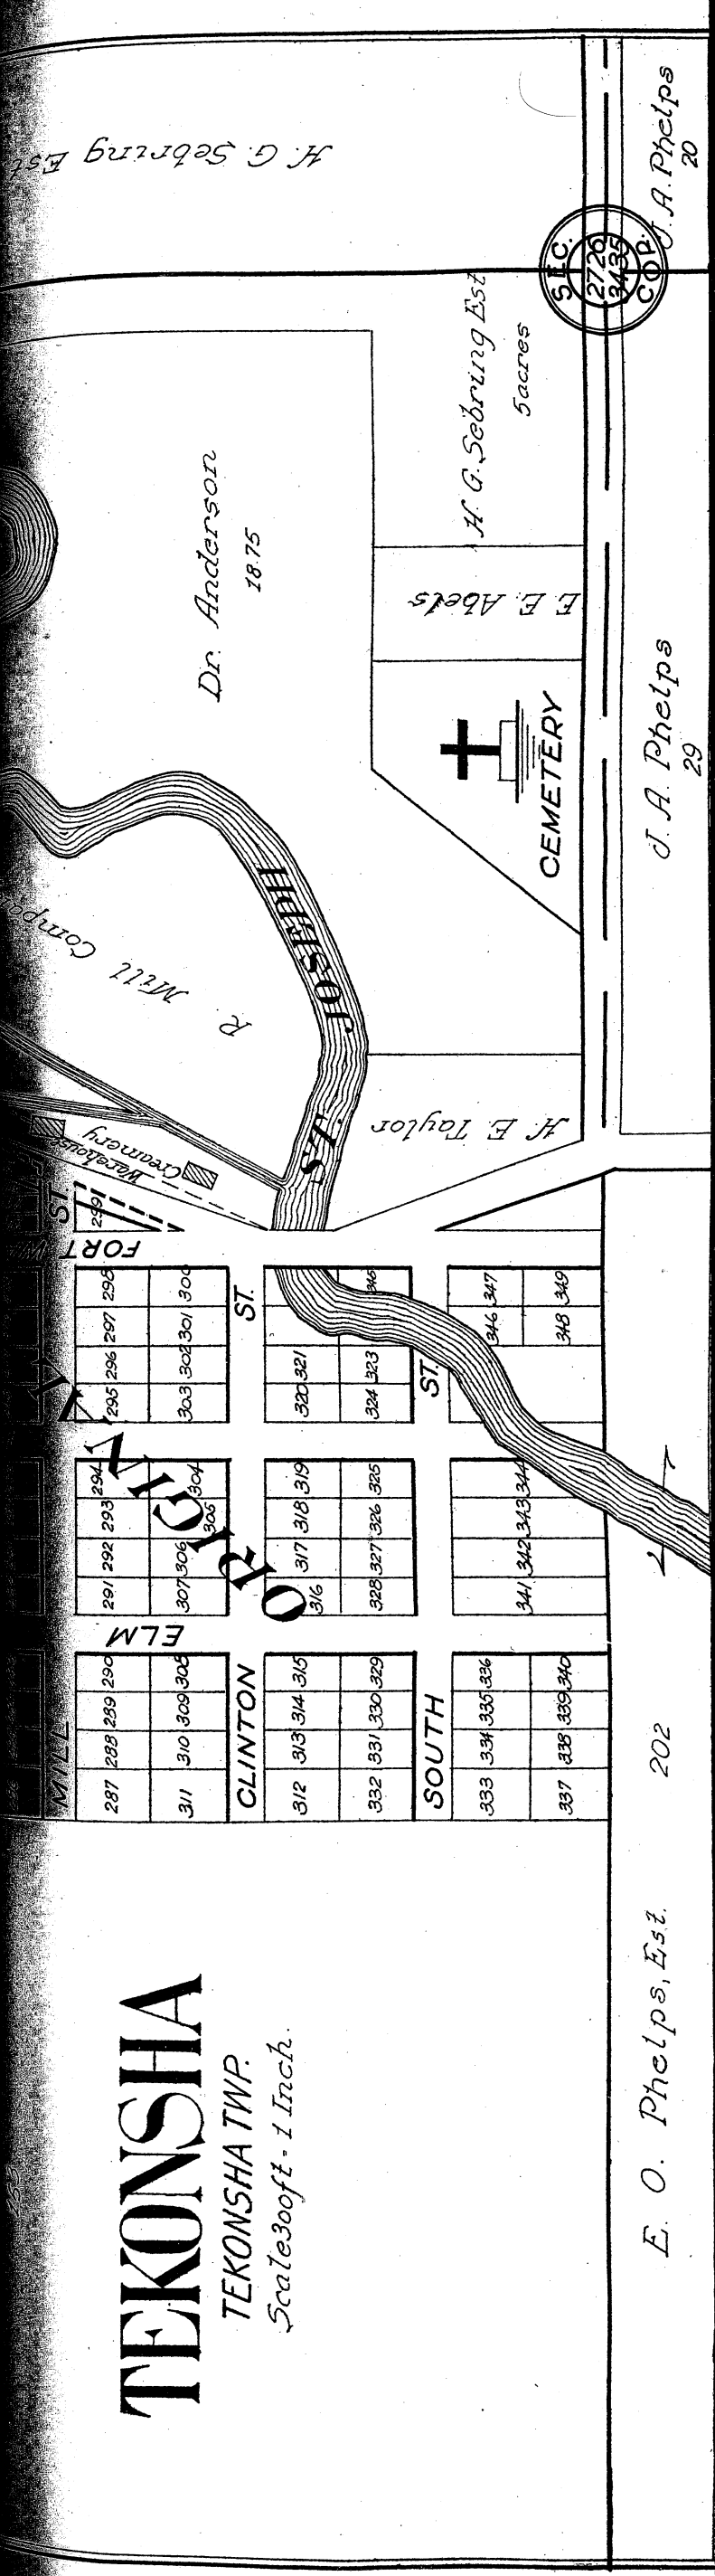 TEKONSHA
TEKONSHA TWP.
Scale 300ft - 1 Inch.
H. G. Sebring Est
Dr. Anderson
18.75
H. G. Sebring Est
5 acres
E. E. Abels
CEMETERY
H. E. Taylor
R. Mill
ST. JOSEPH
Warehouse
Creamery
SEC.
27 26
34 35
COR.
J. A. Phelps
20
J. A. Phelps
29
E. O. Phelps, Est.
202
ORIGIN
MILL
ST.
ELM
FORT
CLINTON
ST.
SOUTH
ST.
287 288 289 290
291 292 293 294
295 296 297 298
299
311 310 309 308
307 306 305 304
303 302 301 300
312 313 314 315
316 317 318 319
320 321
332 331 330 329
328 327 326 325
324 323
345
333 334 335 336
337 338 339 340
341 342 343 344
346 347
348 349